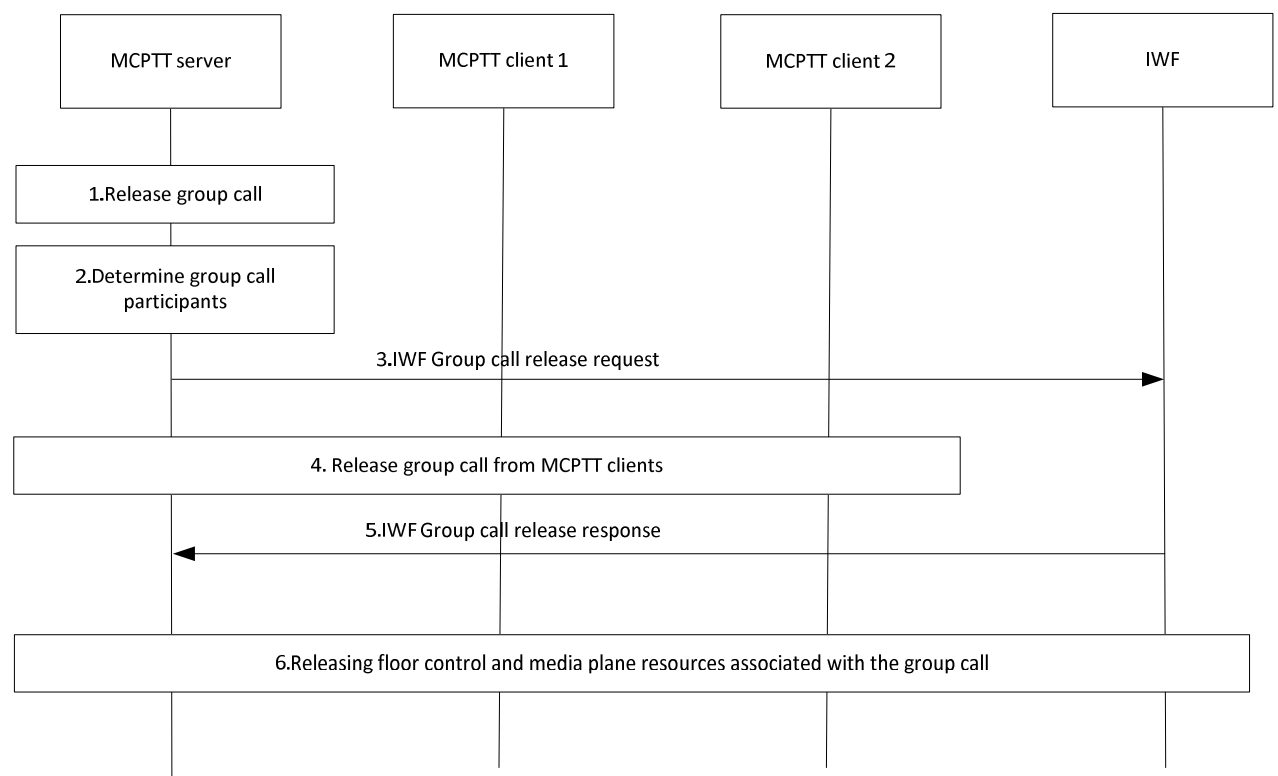 MCPTT server
MCPTT client 1
MCPTT client 2
IWF
1.Release group call
2.Determine group call
participants
3.IWF Group call release request
4. Release group call from MCPTT clients
5.IWF Group call release response
6.Releasing floor control and media plane resources associated with the group call